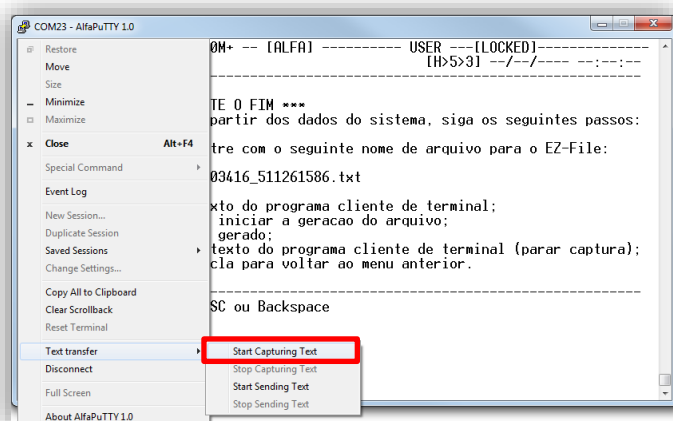 COM23 - AlfaPuTTY 1.0
Restore
Move
Size
Minimize
Maximize
x Close Alt+F4
Special Command
Event Log
New Session...
Duplicate Session
Saved Sessions
Change Settings...
Copy All to Clipboard
Clear Scrollback
Reset Terminal
Text transfer
Disconnect
Full Screen
About AlfaPuTTY 1.0
0M+ -- [ALFA] ---------- USER ---[LOCKED]--------------
[H>5>3] --/--/---- --:--:--
TE O FIM ***
partir dos dados do sistema, siga os seguintes passos:
tre com o seguinte nome de arquivo para o EZ-File:
03416_511261586.txt
xto do programa cliente de terminal;
iniciar a geracao do arquivo;
gerado;
texto do programa cliente de terminal (parar captura);
cla para voltar ao menu anterior.
SC ou Backspace
Start Capturing Text
Stop Capturing Text
Start Sending Text
Stop Sending Text